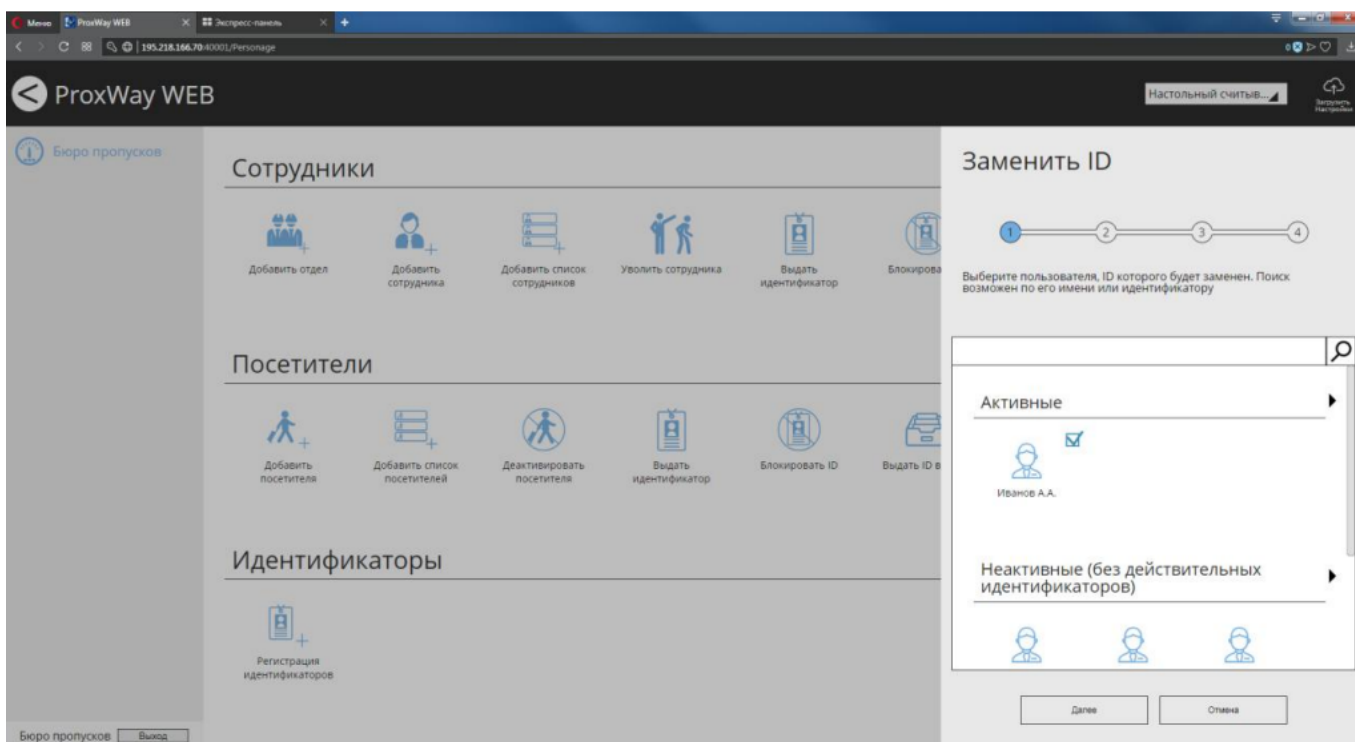 Меню
ProxWay WEB
Экспресс-панель
195.218.166.70:40001/Personage
0
ProxWay WEB
Настольный считыв...
Загрузить
Настройки
Бюро пропусков
Сотрудники
Добавить отдел
Добавить
сотрудника
Добавить список
сотрудников
Уволить сотрудника
Выдать
идентификатор
Блокирова
Посетители
Добавить
посетителя
Добавить список
посетителей
Деактивировать
посетителя
Выдать
идентификатор
Блокировать ID
Выдать ID в
Идентификаторы
Регистрация
идентификаторов
Бюро пропусков
Выход
Заменить ID
1
2
3
4
Выберите пользователя, ID которого будет заменен. Поиск
возможен по его имени или идентификатору
Активные
Иванов А.А.
Неактивные (без действительных
идентификаторов)
Далее
Отмена